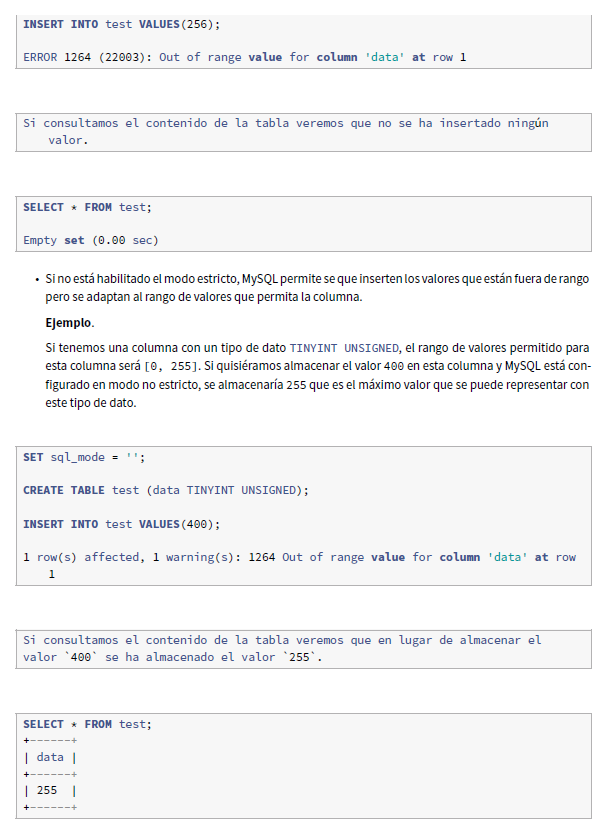 INSERT INTO test VALUES(256);
ERROR 1264 (22003): Out of range value for column 'data' at row 1
Si consultamos el contenido de la tabla veremos que no se ha insertado ningún
valor.
SELECT * FROM test;
Empty set (0.00 sec)
• Si no está habilitado el modo estricto, MySQL permite se que inserten los valores que están fuera de rango
pero se adaptan al rango de valores que permita la columna.
Ejemplo.
Si tenemos una columna con un tipo de dato TINYINT UNSIGNED, el rango de valores permitido para
esta columna será [0, 255]. Si quisiéramos almacenar el valor 400 en esta columna y MySQL está con-
figurado en modo no estricto, se almacenaría 255 que es el máximo valor que se puede representar con
este tipo de dato.
SET sql_mode = '';
CREATE TABLE test (data TINYINT UNSIGNED);
INSERT INTO test VALUES(400);
1 row(s) affected, 1 warning(s): 1264 Out of range value for column 'data' at row
1
Si consultamos el contenido de la tabla veremos que en lugar de almacenar el
valor `400` se ha almacenado el valor `255`.
SELECT * FROM test;
+------+
| data |
+------+
| 255  |
+------+